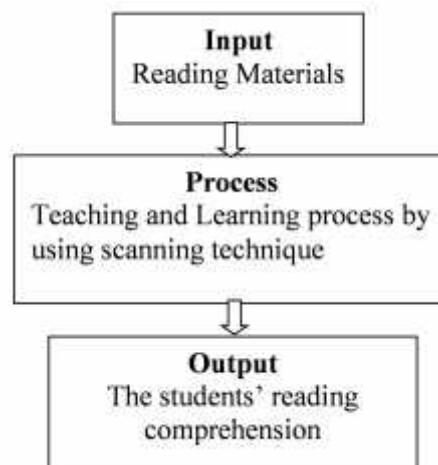 Input
Reading Materials
Process
Teaching and Learning process by
using scanning technique
Output
The students’ reading
comprehension